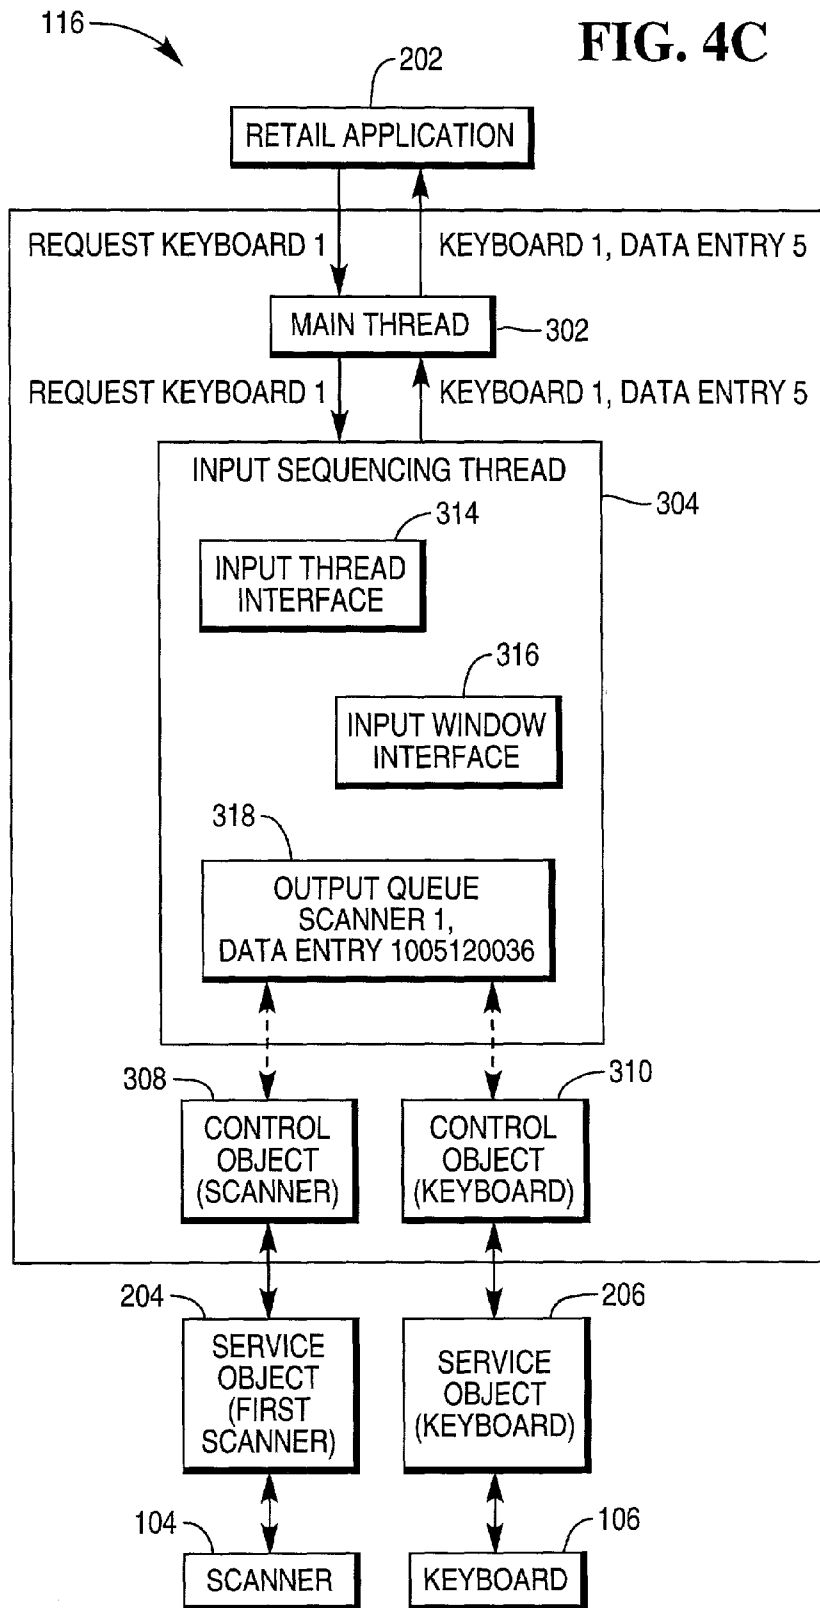 116
FIG. 4C
202
RETAIL APPLICATION
REQUEST KEYBOARD 1
KEYBOARD 1, DATA ENTRY 5
MAIN THREAD
302
REQUEST KEYBOARD 1
KEYBOARD 1, DATA ENTRY 5
INPUT SEQUENCING THREAD
304
314
INPUT THREAD
INTERFACE
316
INPUT WINDOW
INTERFACE
318
OUTPUT QUEUE
SCANNER 1,
DATA ENTRY 1005120036
308
310
CONTROL
OBJECT
(SCANNER)
CONTROL
OBJECT
(KEYBOARD)
204
206
SERVICE
OBJECT
(FIRST
SCANNER)
SERVICE
OBJECT
(KEYBOARD)
104
106
SCANNER
KEYBOARD